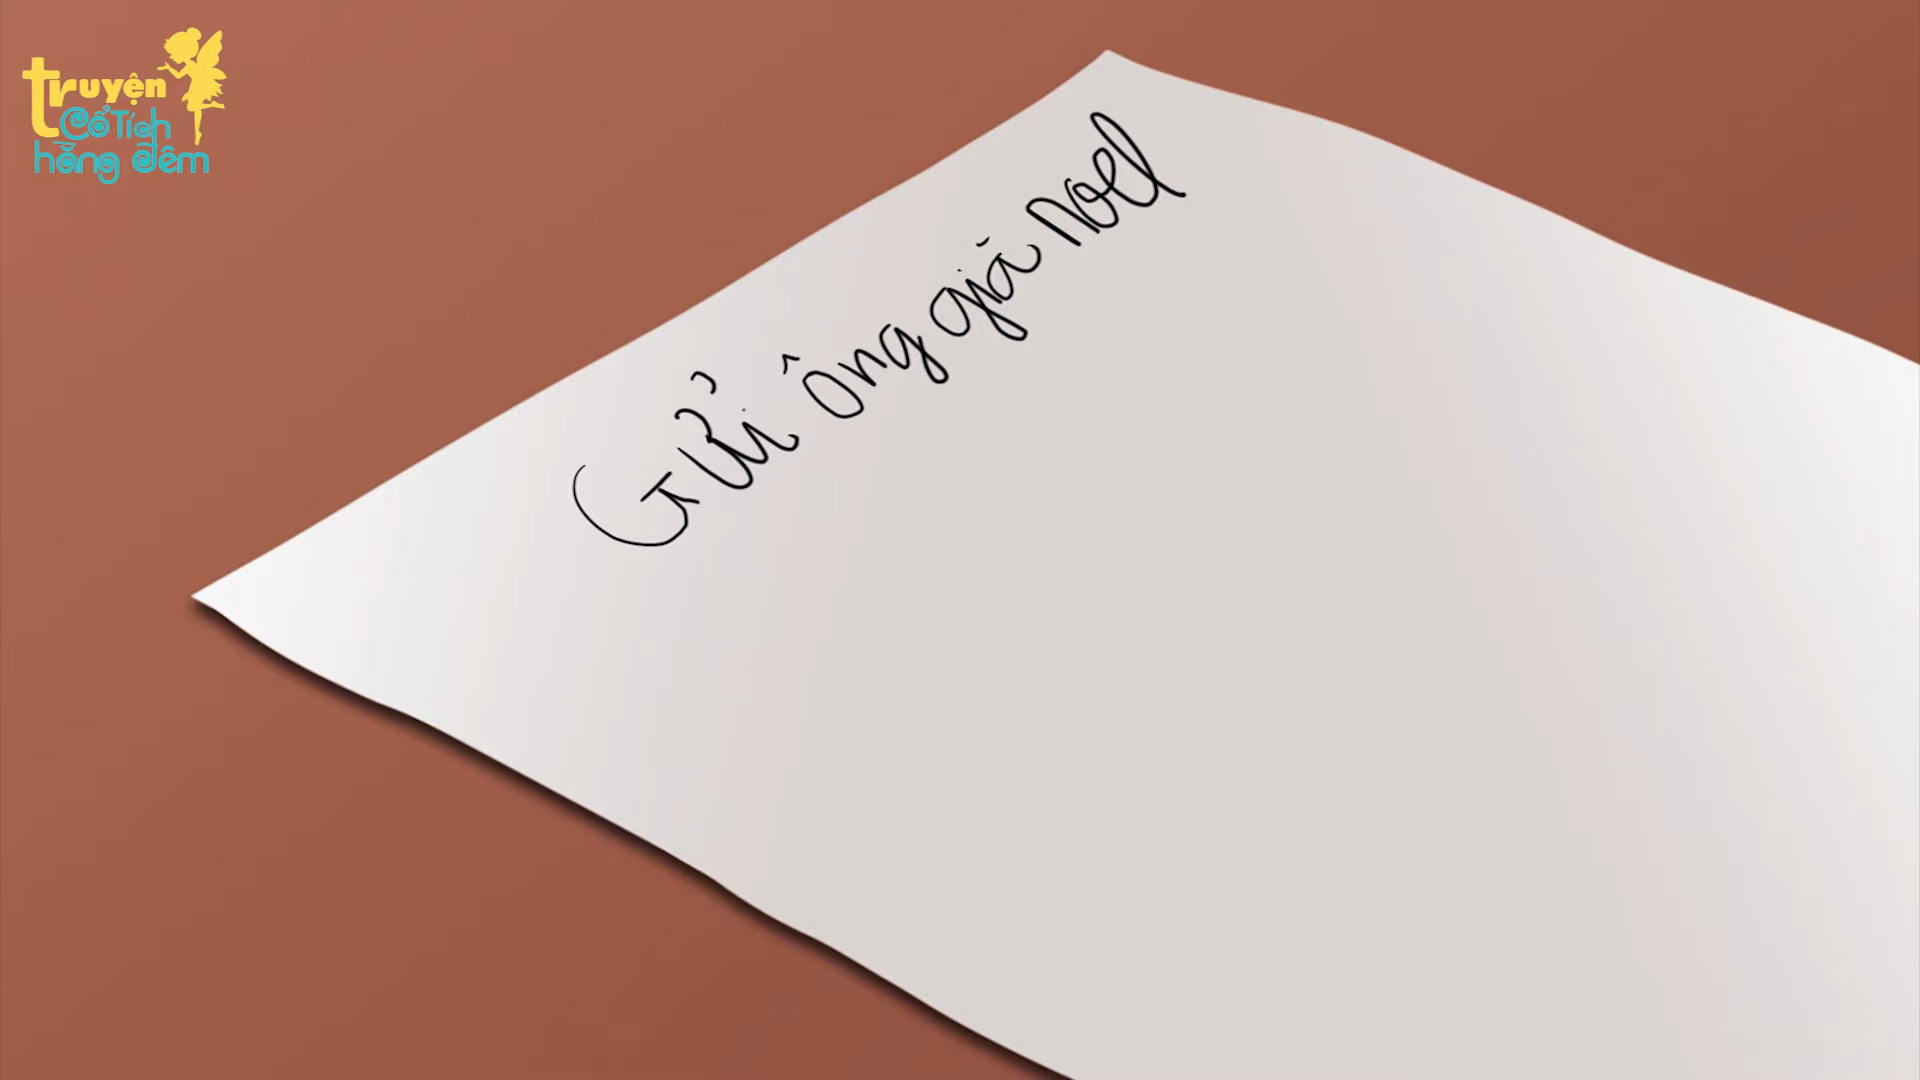 truyện
Cổ Tích
hằng đêm
Gửi ông già noel